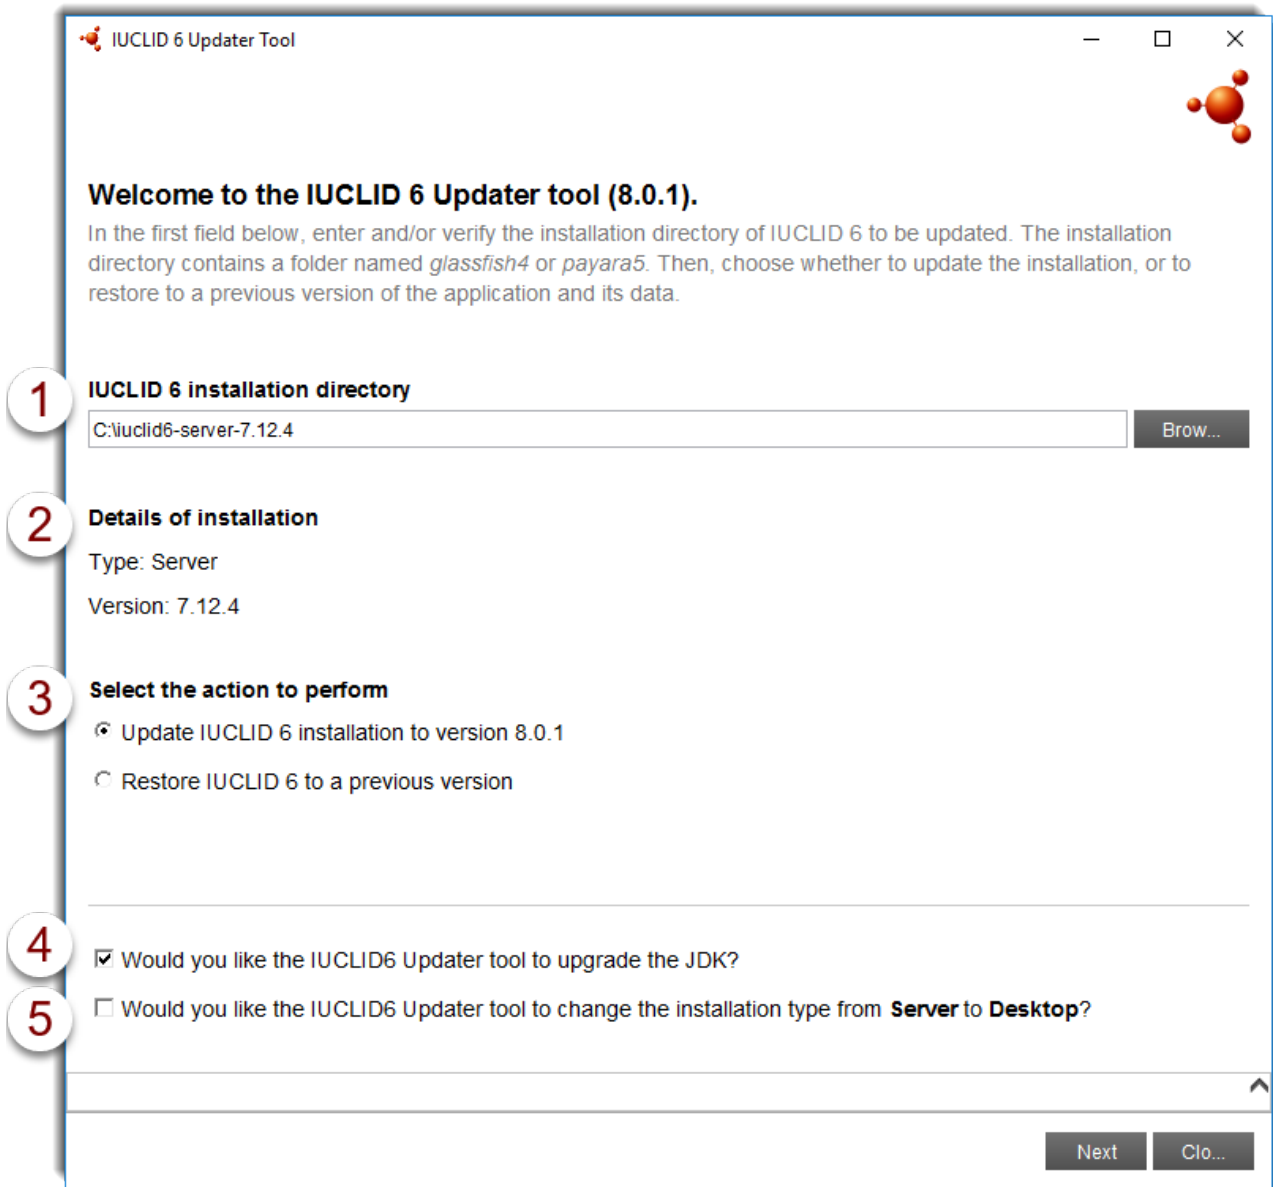 IUCLID 6 Updater Tool
Welcome to the IUCLID 6 Updater tool (8.0.1).
In the first field below, enter and/or verify the installation directory of IUCLID 6 to be updated. The installation
directory contains a folder named glassfish4 or payara5. Then, choose whether to update the installation, or to
restore to a previous version of the application and its data.
1
IUCLID 6 installation directory
C:\iuclid6-server-7.12.4
Brow...
2
Details of installation
Type: Server
Version: 7.12.4
3
Select the action to perform
Update IUCLID 6 installation to version 8.0.1
Restore IUCLID 6 to a previous version
4
Would you like the IUCLID6 Updater tool to upgrade the JDK?
5
Would you like the IUCLID6 Updater tool to change the installation type from Server to Desktop?
Next
Clo...